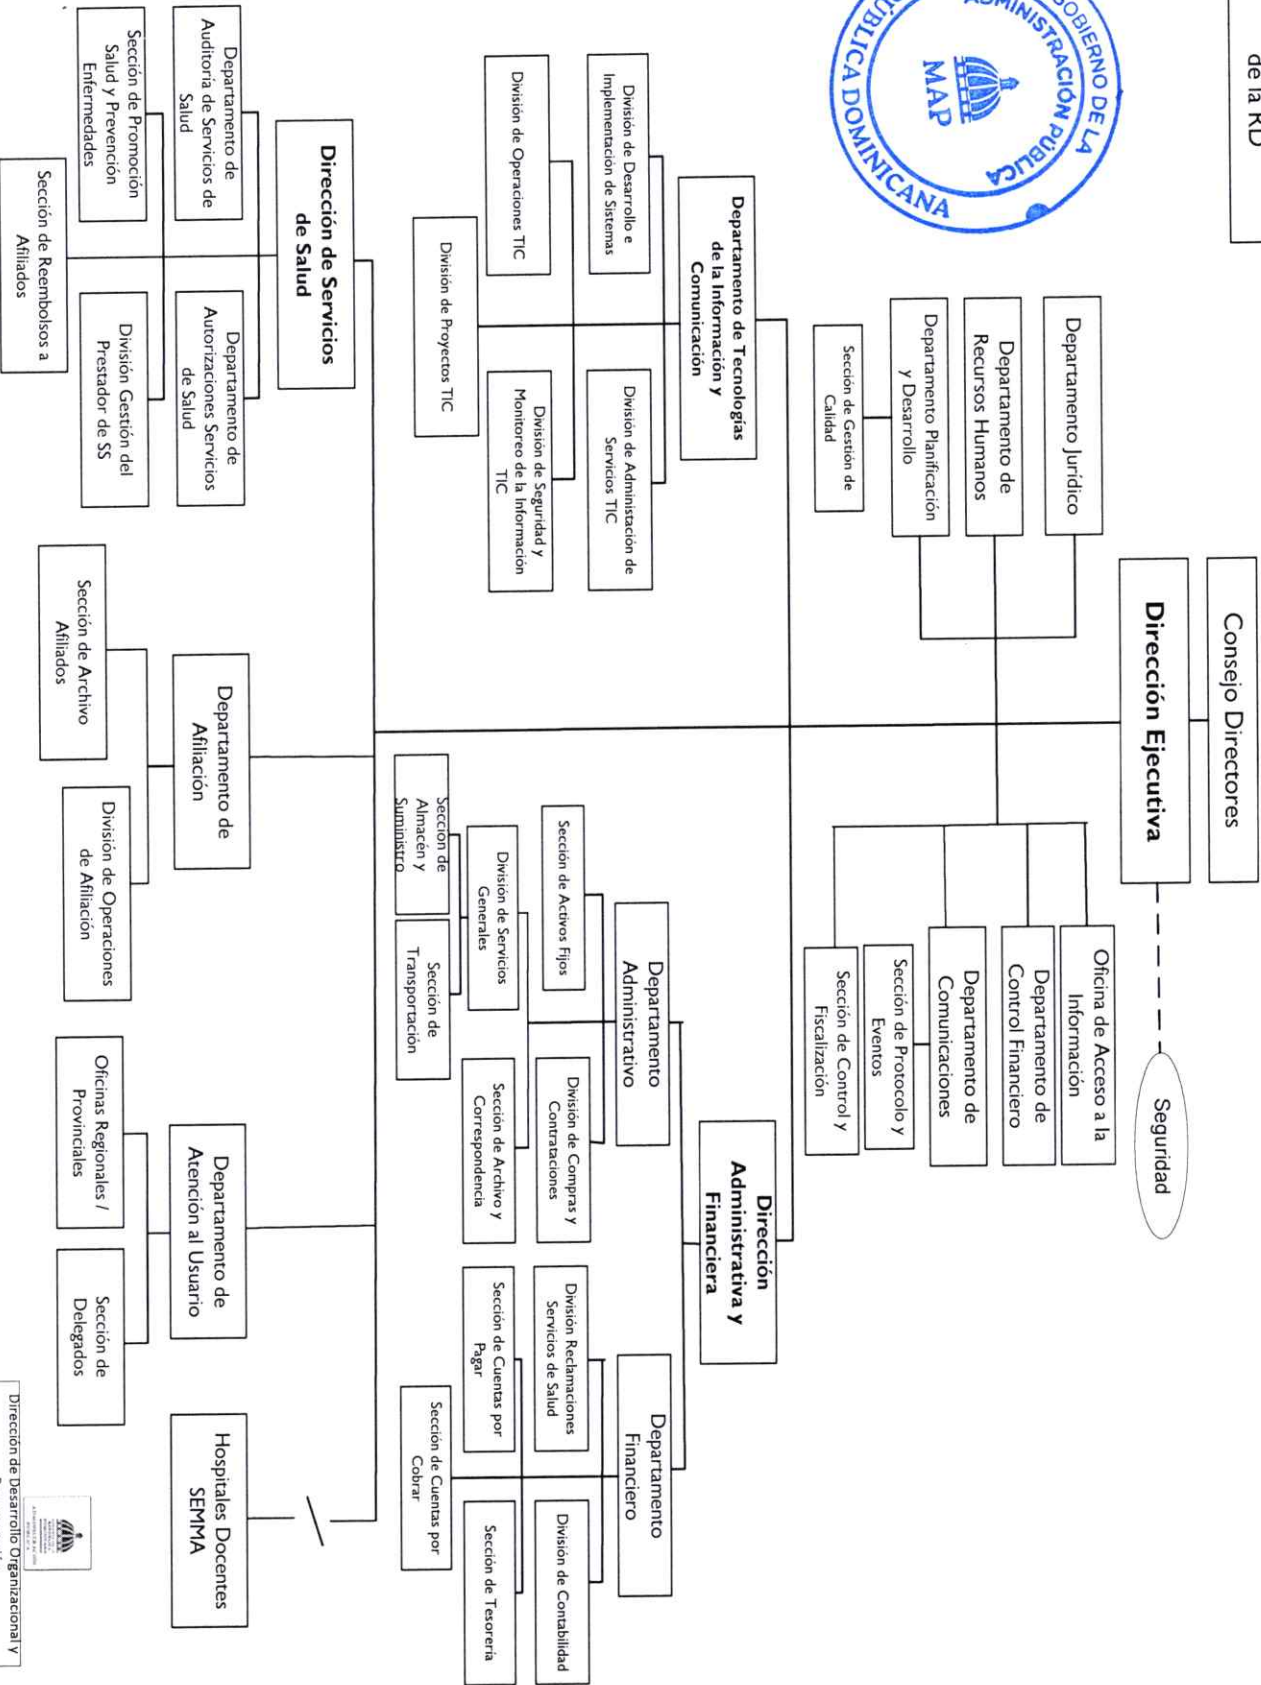 de la RD
Consejo Directores
Dirección Ejecutiva
Seguridad
GOBIERNO DE LA
REPÚBLICA DOMINICANA
ADMINISTRACIÓN PÚBLICA
MAP
Departamento Jurídico
Departamento de
Recursos Humanos
Departamento Planificación
y Desarrollo
Sección de Gestión de
Calidad
Oficina de Acceso a la
Información
Departamento de
Control Financiero
Departamento de
Comunicaciones
Sección de Protocolo y
Eventos
Sección de Control y
Fiscalización
Departamento de Tecnologías
de la Información y
Comunicación
División de Desarrollo e
Implementación de Sistemas
División de Administación de
Servicios TIC
División de Operaciones TIC
División de Seguridad y
Monitoreo de la Información
TIC
División de Proyectos TIC
Dirección
Administrativa y
Financiera
Departamento
Administrativo
Sección de Activos Fijos
División de Compras y
Contrataciones
División de Servicios
Generales
Sección de Archivo y
Correspondencia
Sección de
Almacén y
Suministro
Sección de
Transportación
Departamento
Financiero
División Reclamaciones
Servicios de Salud
División de Contabilidad
Sección de Cuentas por
Pagar
Sección de Tesorería
Sección de Cuentas por
Cobrar
Dirección de Servicios
de Salud
Departamento de
Auditoría de Servicios de
Salud
Departamento de
Autorizaciones Servicios
de Salud
Sección de Promoción
Salud y Prevención
Enfermedades
División Gestión del
Prestador de SS
Sección de Reembolsos a
Afiliados
Departamento de
Afiliación
Sección de Archivo
Afiliados
División de Operaciones
de Afiliación
Departamento de
Atención al Usuario
Oficinas Regionales /
Provinciales
Sección de
Delegados
Hospitales Docentes
SEMMA
Dirección de Desarrollo Organizacional y